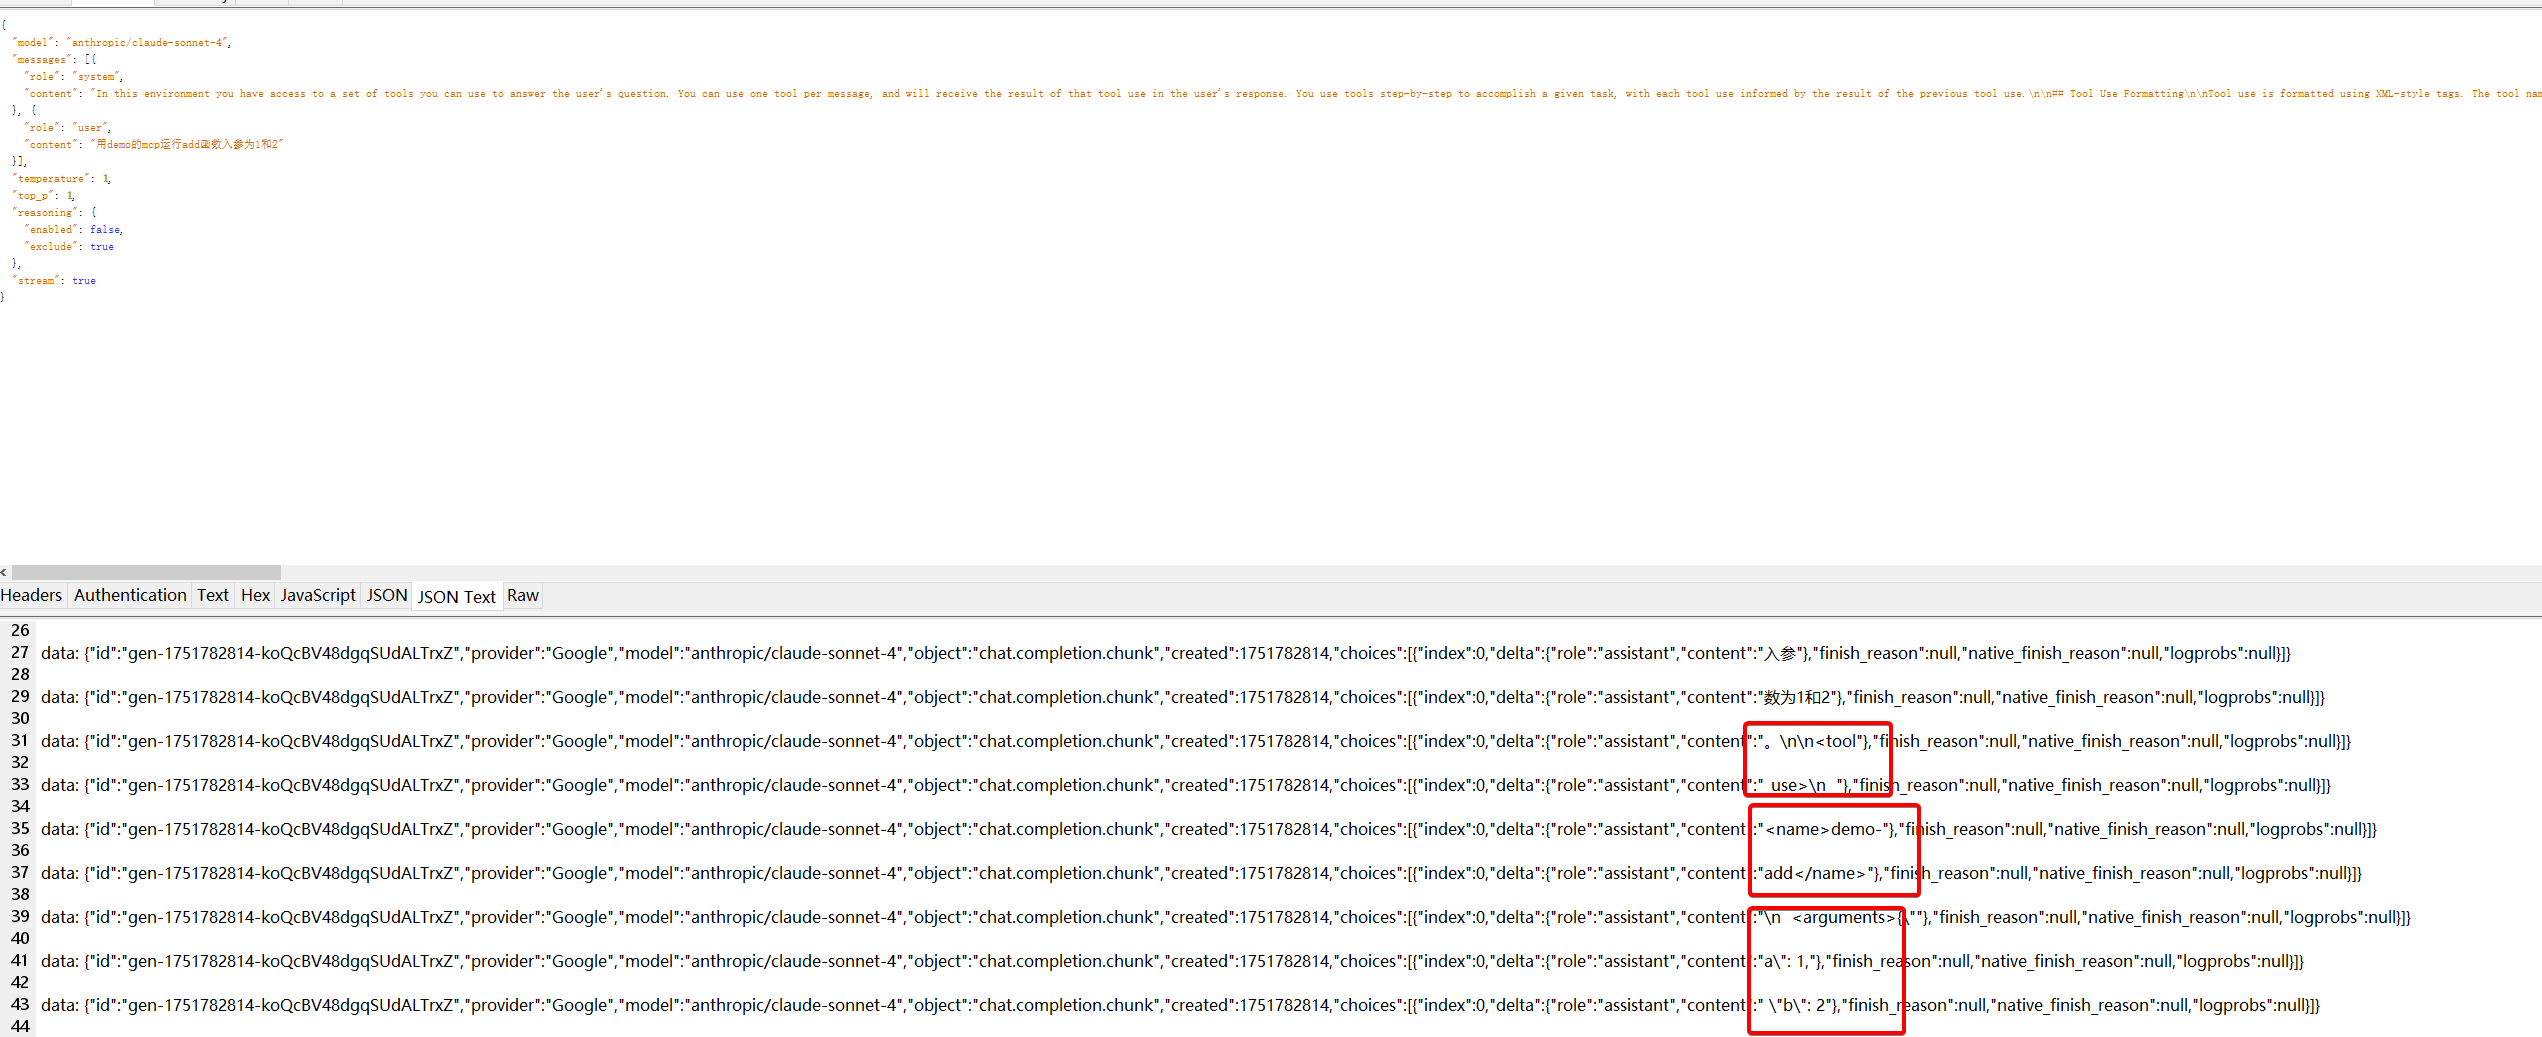 {
"model": "anthropic/claude-sonnet-4",
"messages": [{
"role": "system",
"content": "In this environment you have access to a set of tools you can use to answer the user's question. You can use one tool per message, and will receive the result of that tool use in the user's response. You use tools step-by-step to accomplish a given task, with each tool use informed by the result of the previous tool use.\n\n## Tool Use Formatting\n\nTool use is formatted using XML-style tags. The tool nam
}, {
"role": "user",
"content": "用demo的mcp运行add函数入参为1和2"
}],
"temperature": 1,
"top_p": 1,
"reasoning": {
"enabled": false,
"exclude": true
},
"stream": true
}
Headers Authentication Text Hex JavaScript JSON JSON Text Raw
26
27 data: {"id":"gen-1751782814-koQcBV48dgqSUdALTrxZ","provider":"Google","model":"anthropic/claude-sonnet-4","object":"chat.completion.chunk","created":1751782814,"choices":[{"index":0,"delta":{"role":"assistant","content":"入参"},"finish_reason":null,"native_finish_reason":null,"logprobs":null}]}
28
29 data: {"id":"gen-1751782814-koQcBV48dgqSUdALTrxZ","provider":"Google","model":"anthropic/claude-sonnet-4","object":"chat.completion.chunk","created":1751782814,"choices":[{"index":0,"delta":{"role":"assistant","content":"数为1和2"},"finish_reason":null,"native_finish_reason":null,"logprobs":null}]}
30
31 data: {"id":"gen-1751782814-koQcBV48dgqSUdALTrxZ","provider":"Google","model":"anthropic/claude-sonnet-4","object":"chat.completion.chunk","created":1751782814,"choices":[{"index":0,"delta":{"role":"assistant","content":"。\n\n<tool"},"finish_reason":null,"native_finish_reason":null,"logprobs":null}]}
32
33 data: {"id":"gen-1751782814-koQcBV48dgqSUdALTrxZ","provider":"Google","model":"anthropic/claude-sonnet-4","object":"chat.completion.chunk","created":1751782814,"choices":[{"index":0,"delta":{"role":"assistant","content":"_use>\n  "},"finish_reason":null,"native_finish_reason":null,"logprobs":null}]}
34
35 data: {"id":"gen-1751782814-koQcBV48dgqSUdALTrxZ","provider":"Google","model":"anthropic/claude-sonnet-4","object":"chat.completion.chunk","created":1751782814,"choices":[{"index":0,"delta":{"role":"assistant","content":"<name>demo-"},"finish_reason":null,"native_finish_reason":null,"logprobs":null}]}
36
37 data: {"id":"gen-1751782814-koQcBV48dgqSUdALTrxZ","provider":"Google","model":"anthropic/claude-sonnet-4","object":"chat.completion.chunk","created":1751782814,"choices":[{"index":0,"delta":{"role":"assistant","content":"add</name>"},"finish_reason":null,"native_finish_reason":null,"logprobs":null}]}
38
39 data: {"id":"gen-1751782814-koQcBV48dgqSUdALTrxZ","provider":"Google","model":"anthropic/claude-sonnet-4","object":"chat.completion.chunk","created":1751782814,"choices":[{"index":0,"delta":{"role":"assistant","content":"\n  <arguments>{\""},"finish_reason":null,"native_finish_reason":null,"logprobs":null}]}
40
41 data: {"id":"gen-1751782814-koQcBV48dgqSUdALTrxZ","provider":"Google","model":"anthropic/claude-sonnet-4","object":"chat.completion.chunk","created":1751782814,"choices":[{"index":0,"delta":{"role":"assistant","content":"a\": 1,"},"finish_reason":null,"native_finish_reason":null,"logprobs":null}]}
42
43 data: {"id":"gen-1751782814-koQcBV48dgqSUdALTrxZ","provider":"Google","model":"anthropic/claude-sonnet-4","object":"chat.completion.chunk","created":1751782814,"choices":[{"index":0,"delta":{"role":"assistant","content":" \"b\": 2"},"finish_reason":null,"native_finish_reason":null,"logprobs":null}]}
44